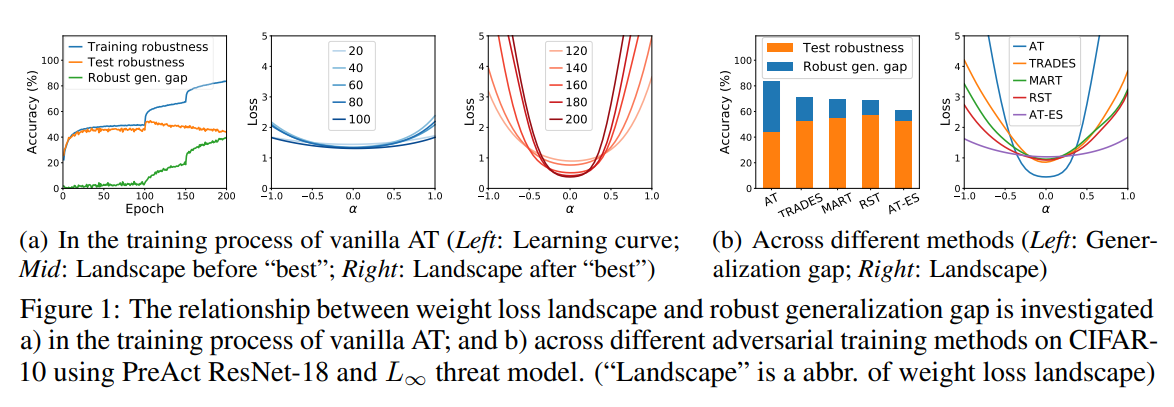 Training robustness
Test robustness
Robust gen. gap
Accuracy (%)
100
80
60
40
20
0
0 50 100 150 200
Epoch
20
40
60
80
100
Loss
5
4
3
2
1
0
−1.0 −0.5 0.0 0.5 1.0
α
120
140
160
180
200
Loss
5
4
3
2
1
0
−1.0 −0.5 0.0 0.5 1.0
α
Test robustness
Robust gen. gap
Accuracy (%)
100
80
60
40
20
0
AT TRADES MART RST AT-ES
AT
TRADES
MART
RST
AT-ES
Loss
5
4
3
2
1
0
−1.0 −0.5 0.0 0.5 1.0
α
(a) In the training process of vanilla AT (Left: Learning curve;
Mid: Landscape before “best”; Right: Landscape after “best”)
(b) Across different methods (Left: Gener-
alization gap; Right: Landscape)
Figure 1: The relationship between weight loss landscape and robust generalization gap is investigated
a) in the training process of vanilla AT; and b) across different adversarial training methods on CIFAR-
10 using PreAct ResNet-18 and L∞ threat model. (“Landscape” is a abbr. of weight loss landscape)